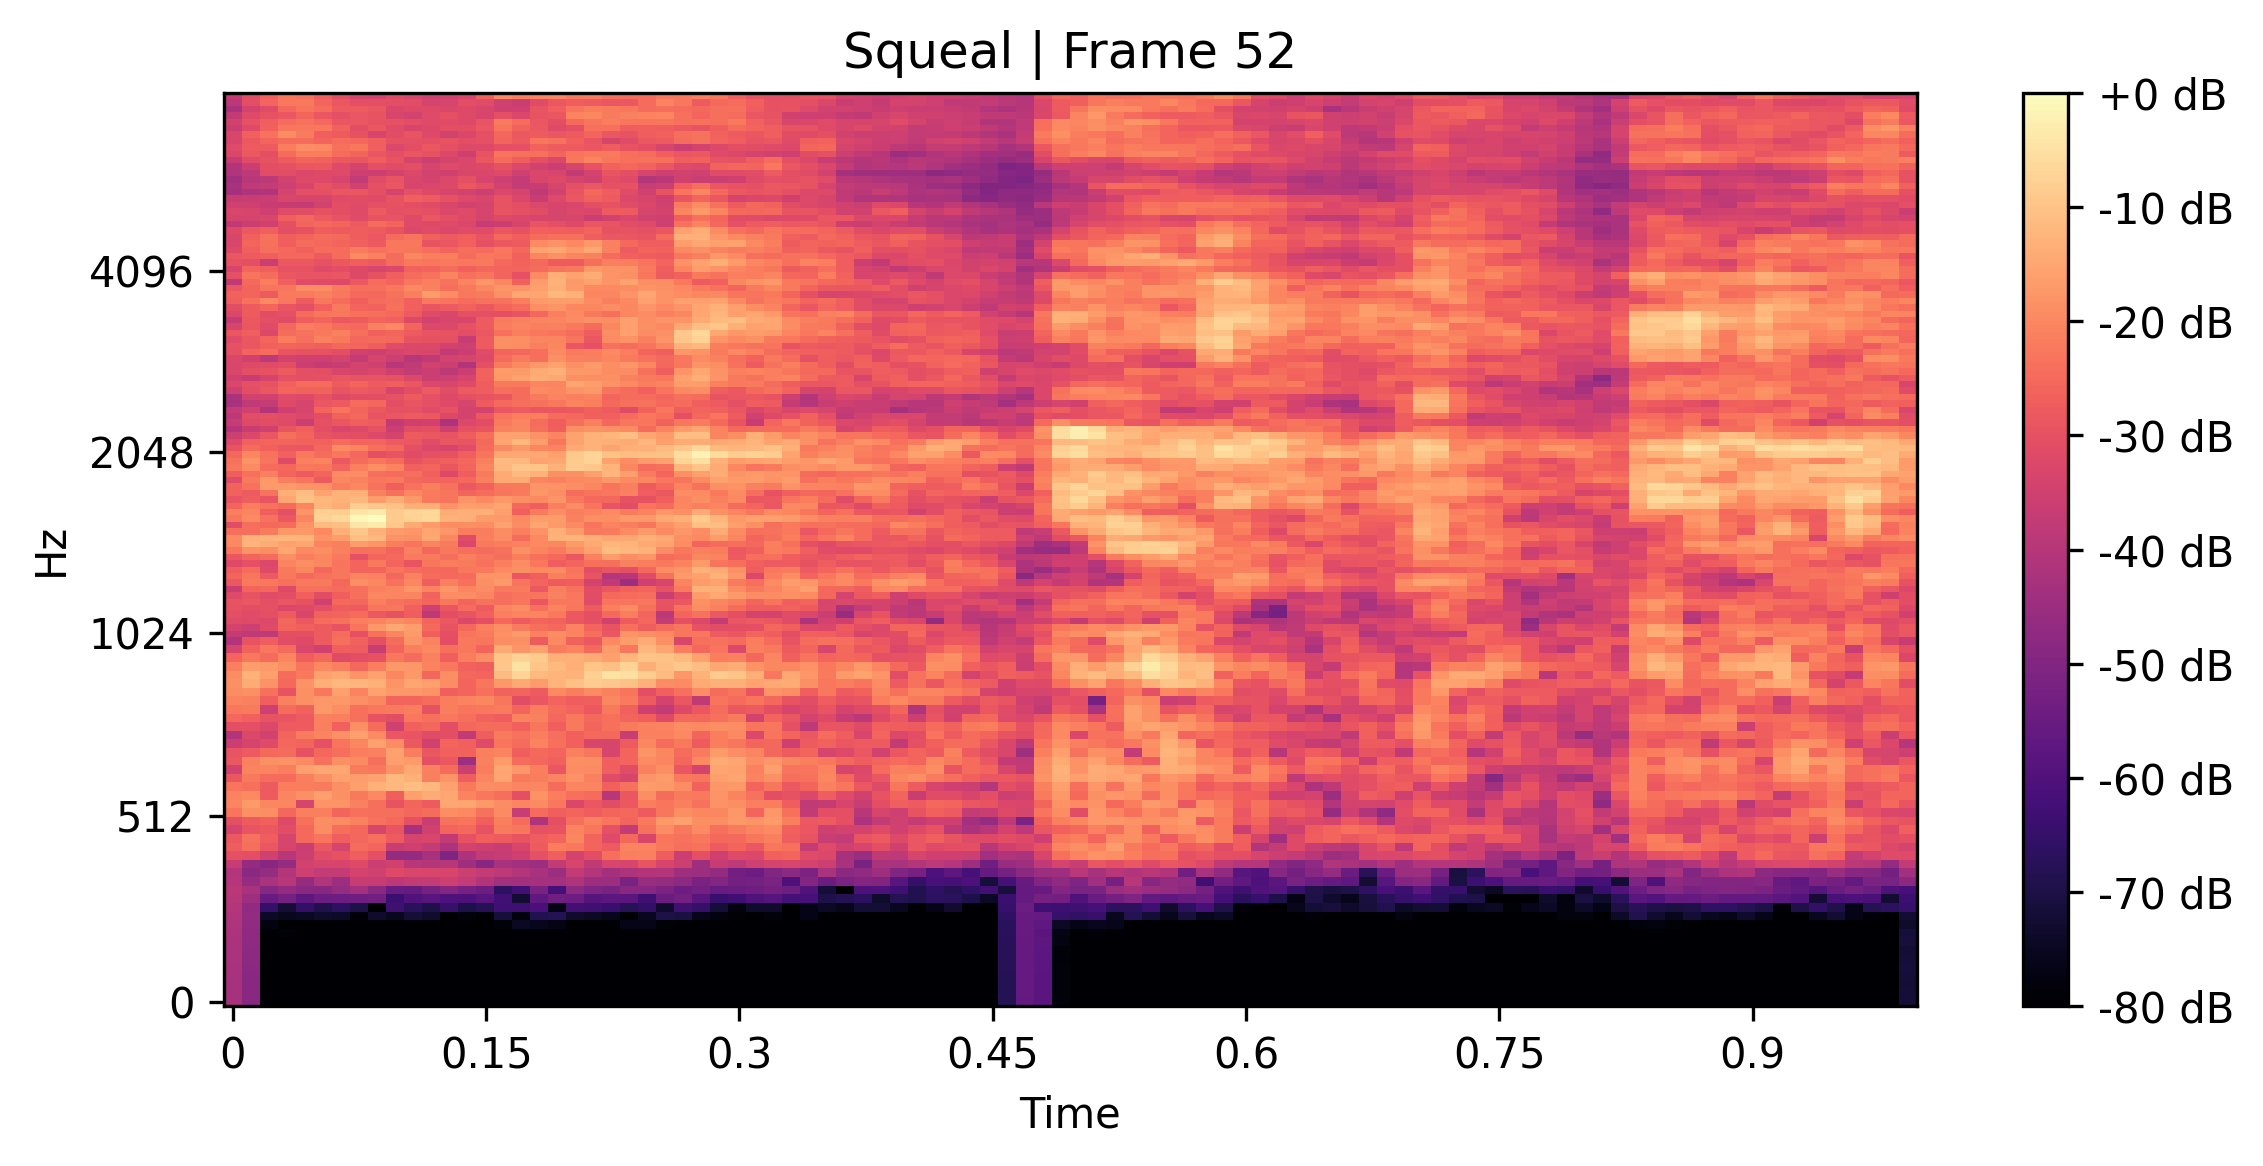 Squeal | Frame 52
+0 dB
-10 dB
-20 dB
-30 dB
-40 dB
-50 dB
-60 dB
-70 dB
-80 dB
Hz
4096
2048
1024
512
0
0 0.15 0.3 0.45 0.6 0.75 0.9
Time